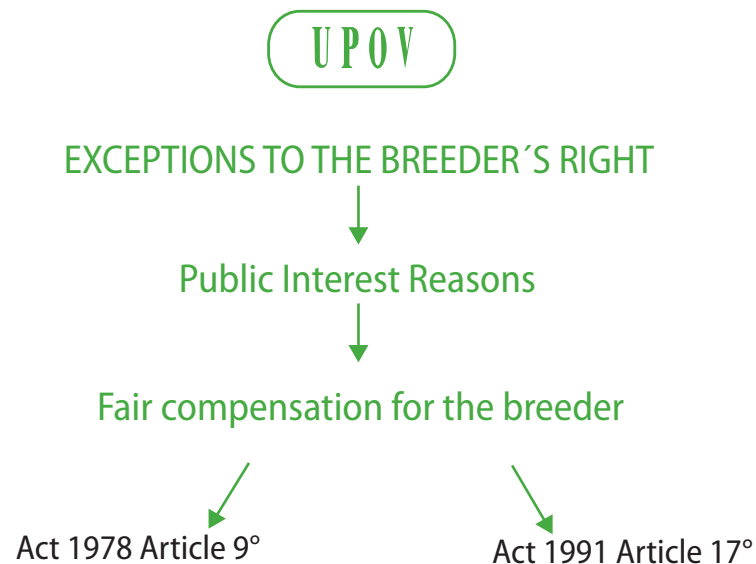 UPOV
EXCEPTIONS TO THE BREEDER´S RIGHT
Public Interest Reasons
Fair compensation for the breeder
Act 1978 Article 9°
Act 1991 Article 17°